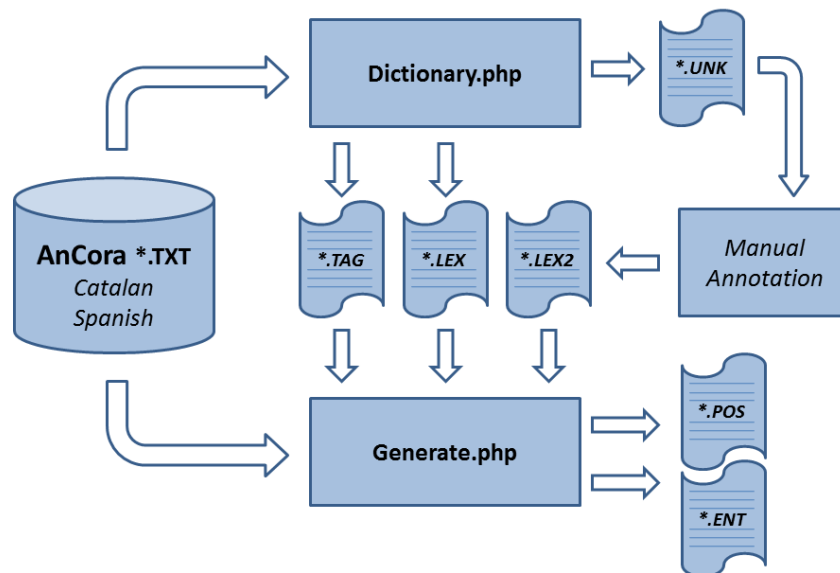 Dictionary.php
*.UNK
AnCora *.TXT
Catalan
Spanish
*.TAG
*.LEX
*.LEX2
Manual
Annotation
Generate.php
*.POS
*.ENT